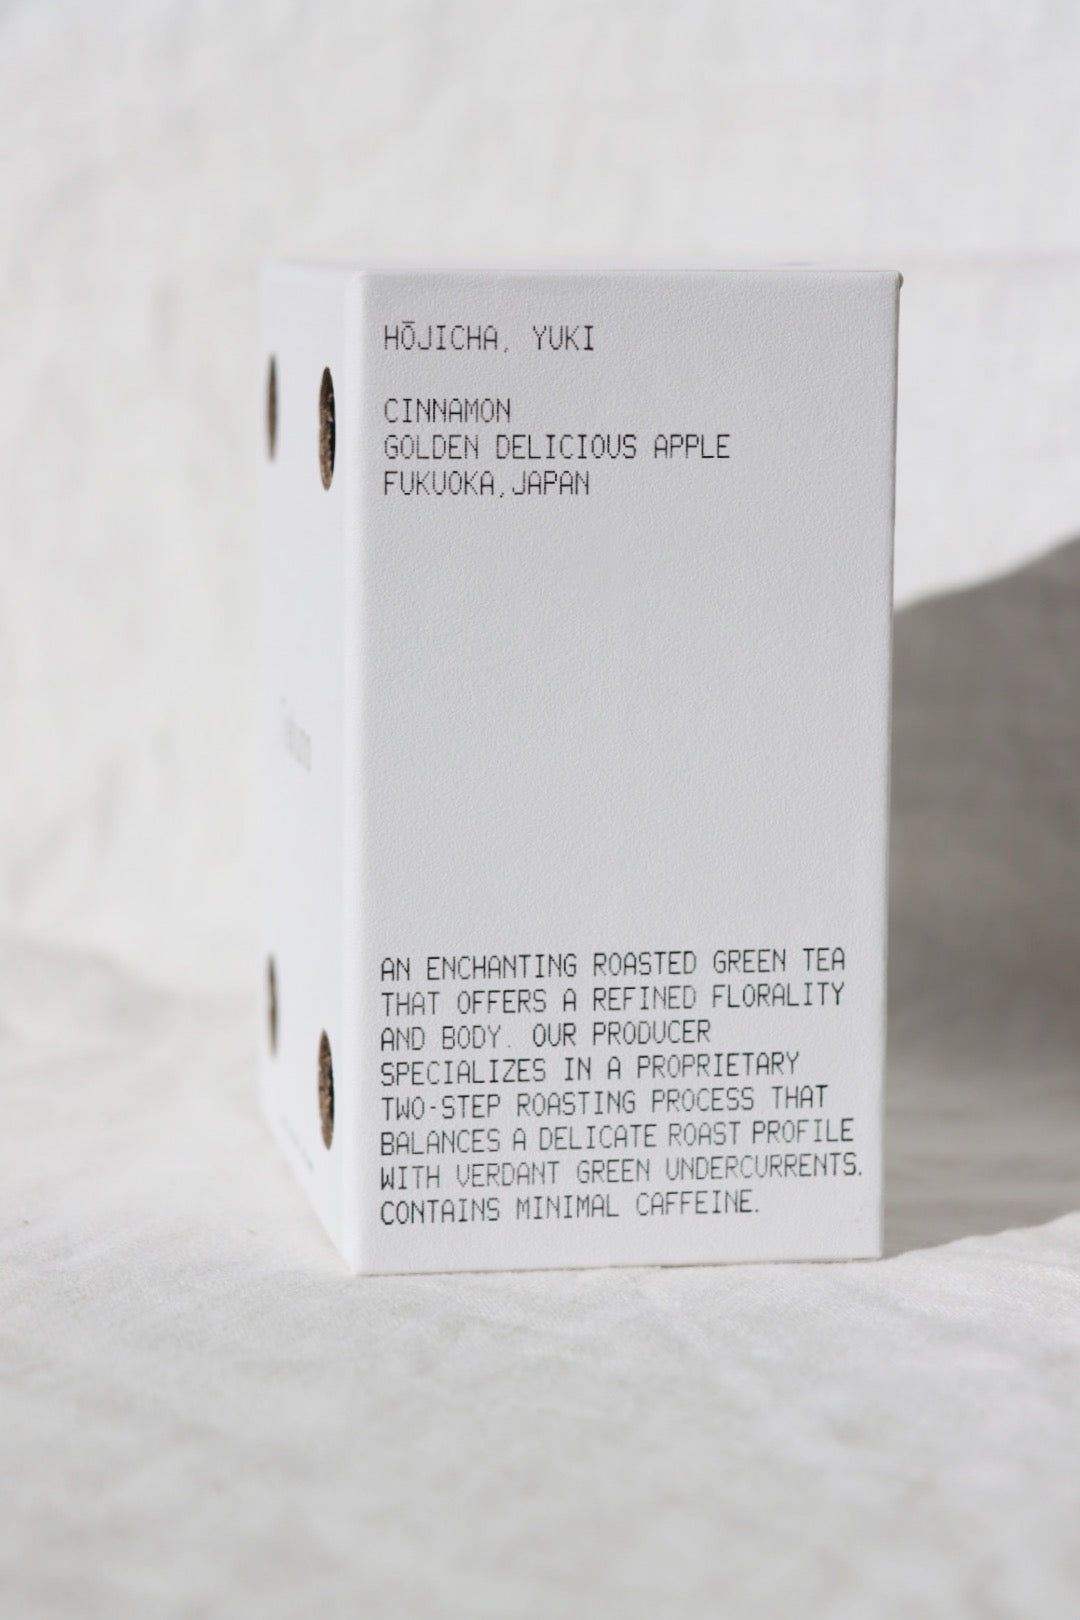 HŌJICHA, YUKI
CINNAMON
GOLDEN DELICIOUS APPLE
FUKUOKA,JAPAN
AN ENCHANTING ROASTED GREEN TEA
THAT OFFERS A REFINED FLORALITY
AND BODY. OUR PRODUCER
SPECIALIZES IN A PROPRIETARY
TWO-STEP ROASTING PROCESS THAT
BALANCES A DELICATE ROAST PROFILE
WITH VERDANT GREEN UNDERCURRENTS.
CONTAINS MINIMAL CAFFEINE.